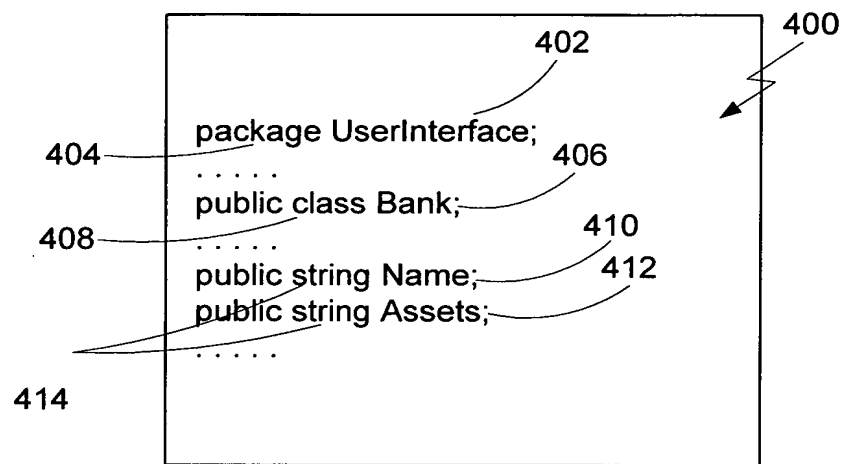 400
402
package UserInterface;
404
. . . . .
406
public class Bank;
408
. . . . .
410
public string Name;
412
public string Assets;
. . . . .
414